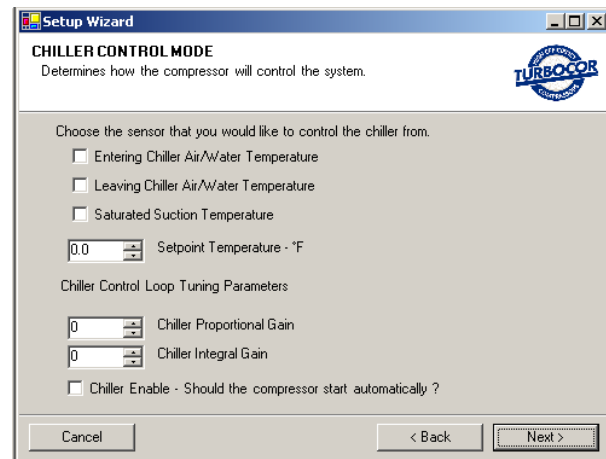 Setup Wizard
CHILLER CONTROL MODE
Determines how the compressor will control the system.
TURBOCOR
COMPRESSORS
Choose the sensor that you would like to control the chiller from.
Entering Chiller Air/Water Temperature
Leaving Chiller Air/Water Temperature
Saturated Suction Temperature
0.0 Setpoint Temperature - °F
Chiller Control Loop Tuning Parameters
0 Chiller Proportional Gain
0 Chiller Integral Gain
Chiller Enable - Should the compressor start automatically ?
Cancel < Back Next >